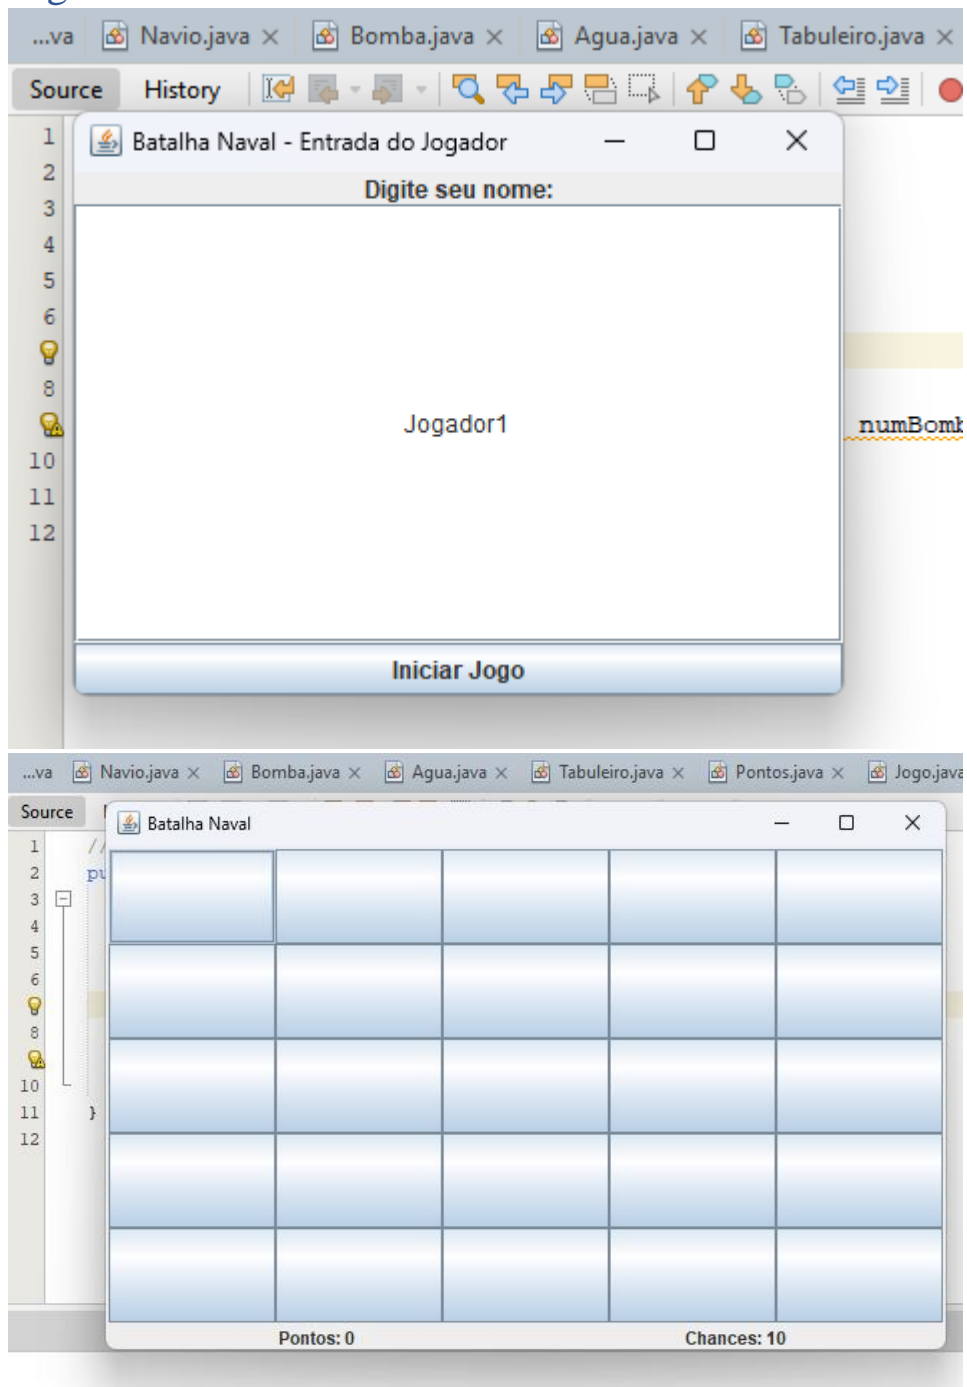 ...va Navio.java × Bomba.java × Agua.java × Tabuleiro.java ×
Source History
1
2
3
4
5
6
8
10
11
12
Batalha Naval - Entrada do Jogador
Digite seu nome:
Jogador1
numBomb
Iniciar Jogo
...va Navio.java × Bomba.java × Agua.java × Tabuleiro.java × Pontos.java × Jogo.java
Source
Batalha Naval
1 //
2 pu
3
4
5
6
8
10
11 }
12
Pontos: 0 Chances: 10